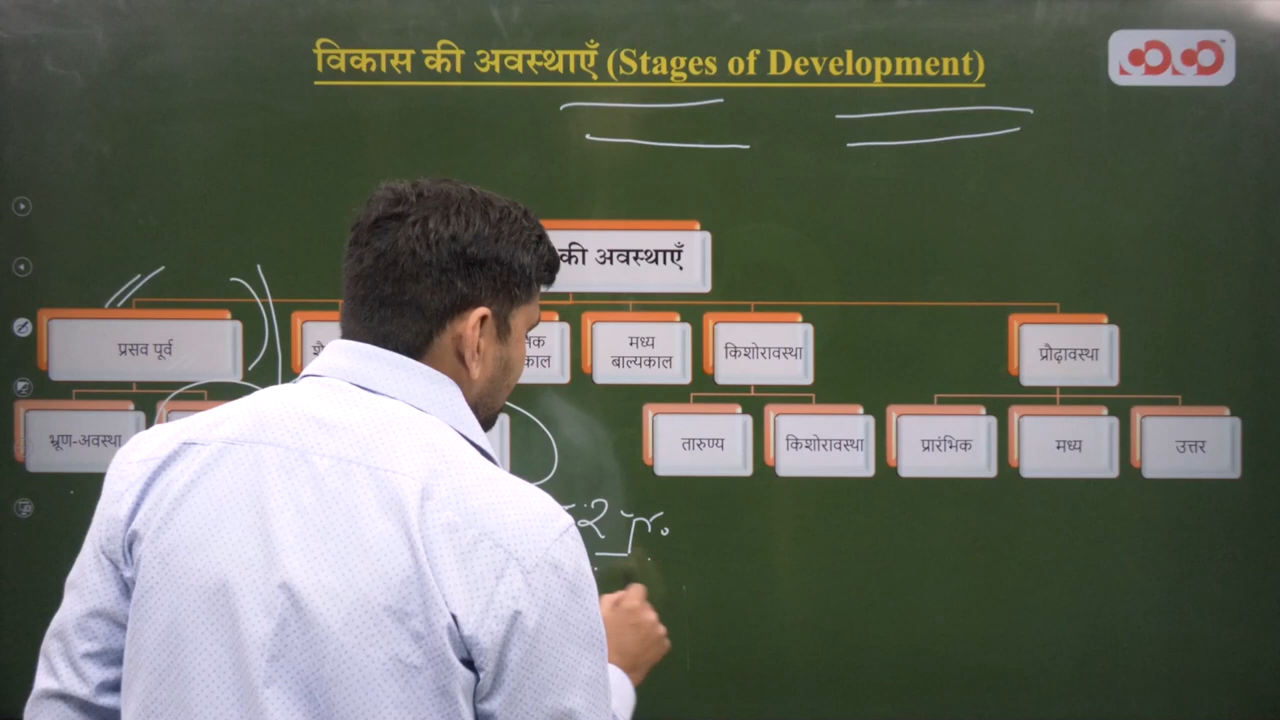 विकास की अवस्थाएँ (Stages of Development)
की अवस्थाएँ
प्रसव पूर्व
मध्य
बाल्यकाल
किशोरावस्था
प्रौढ़ावस्था
भ्रूण-अवस्था
तारुण्य
किशोरावस्था
प्रारंभिक
मध्य
उत्तर